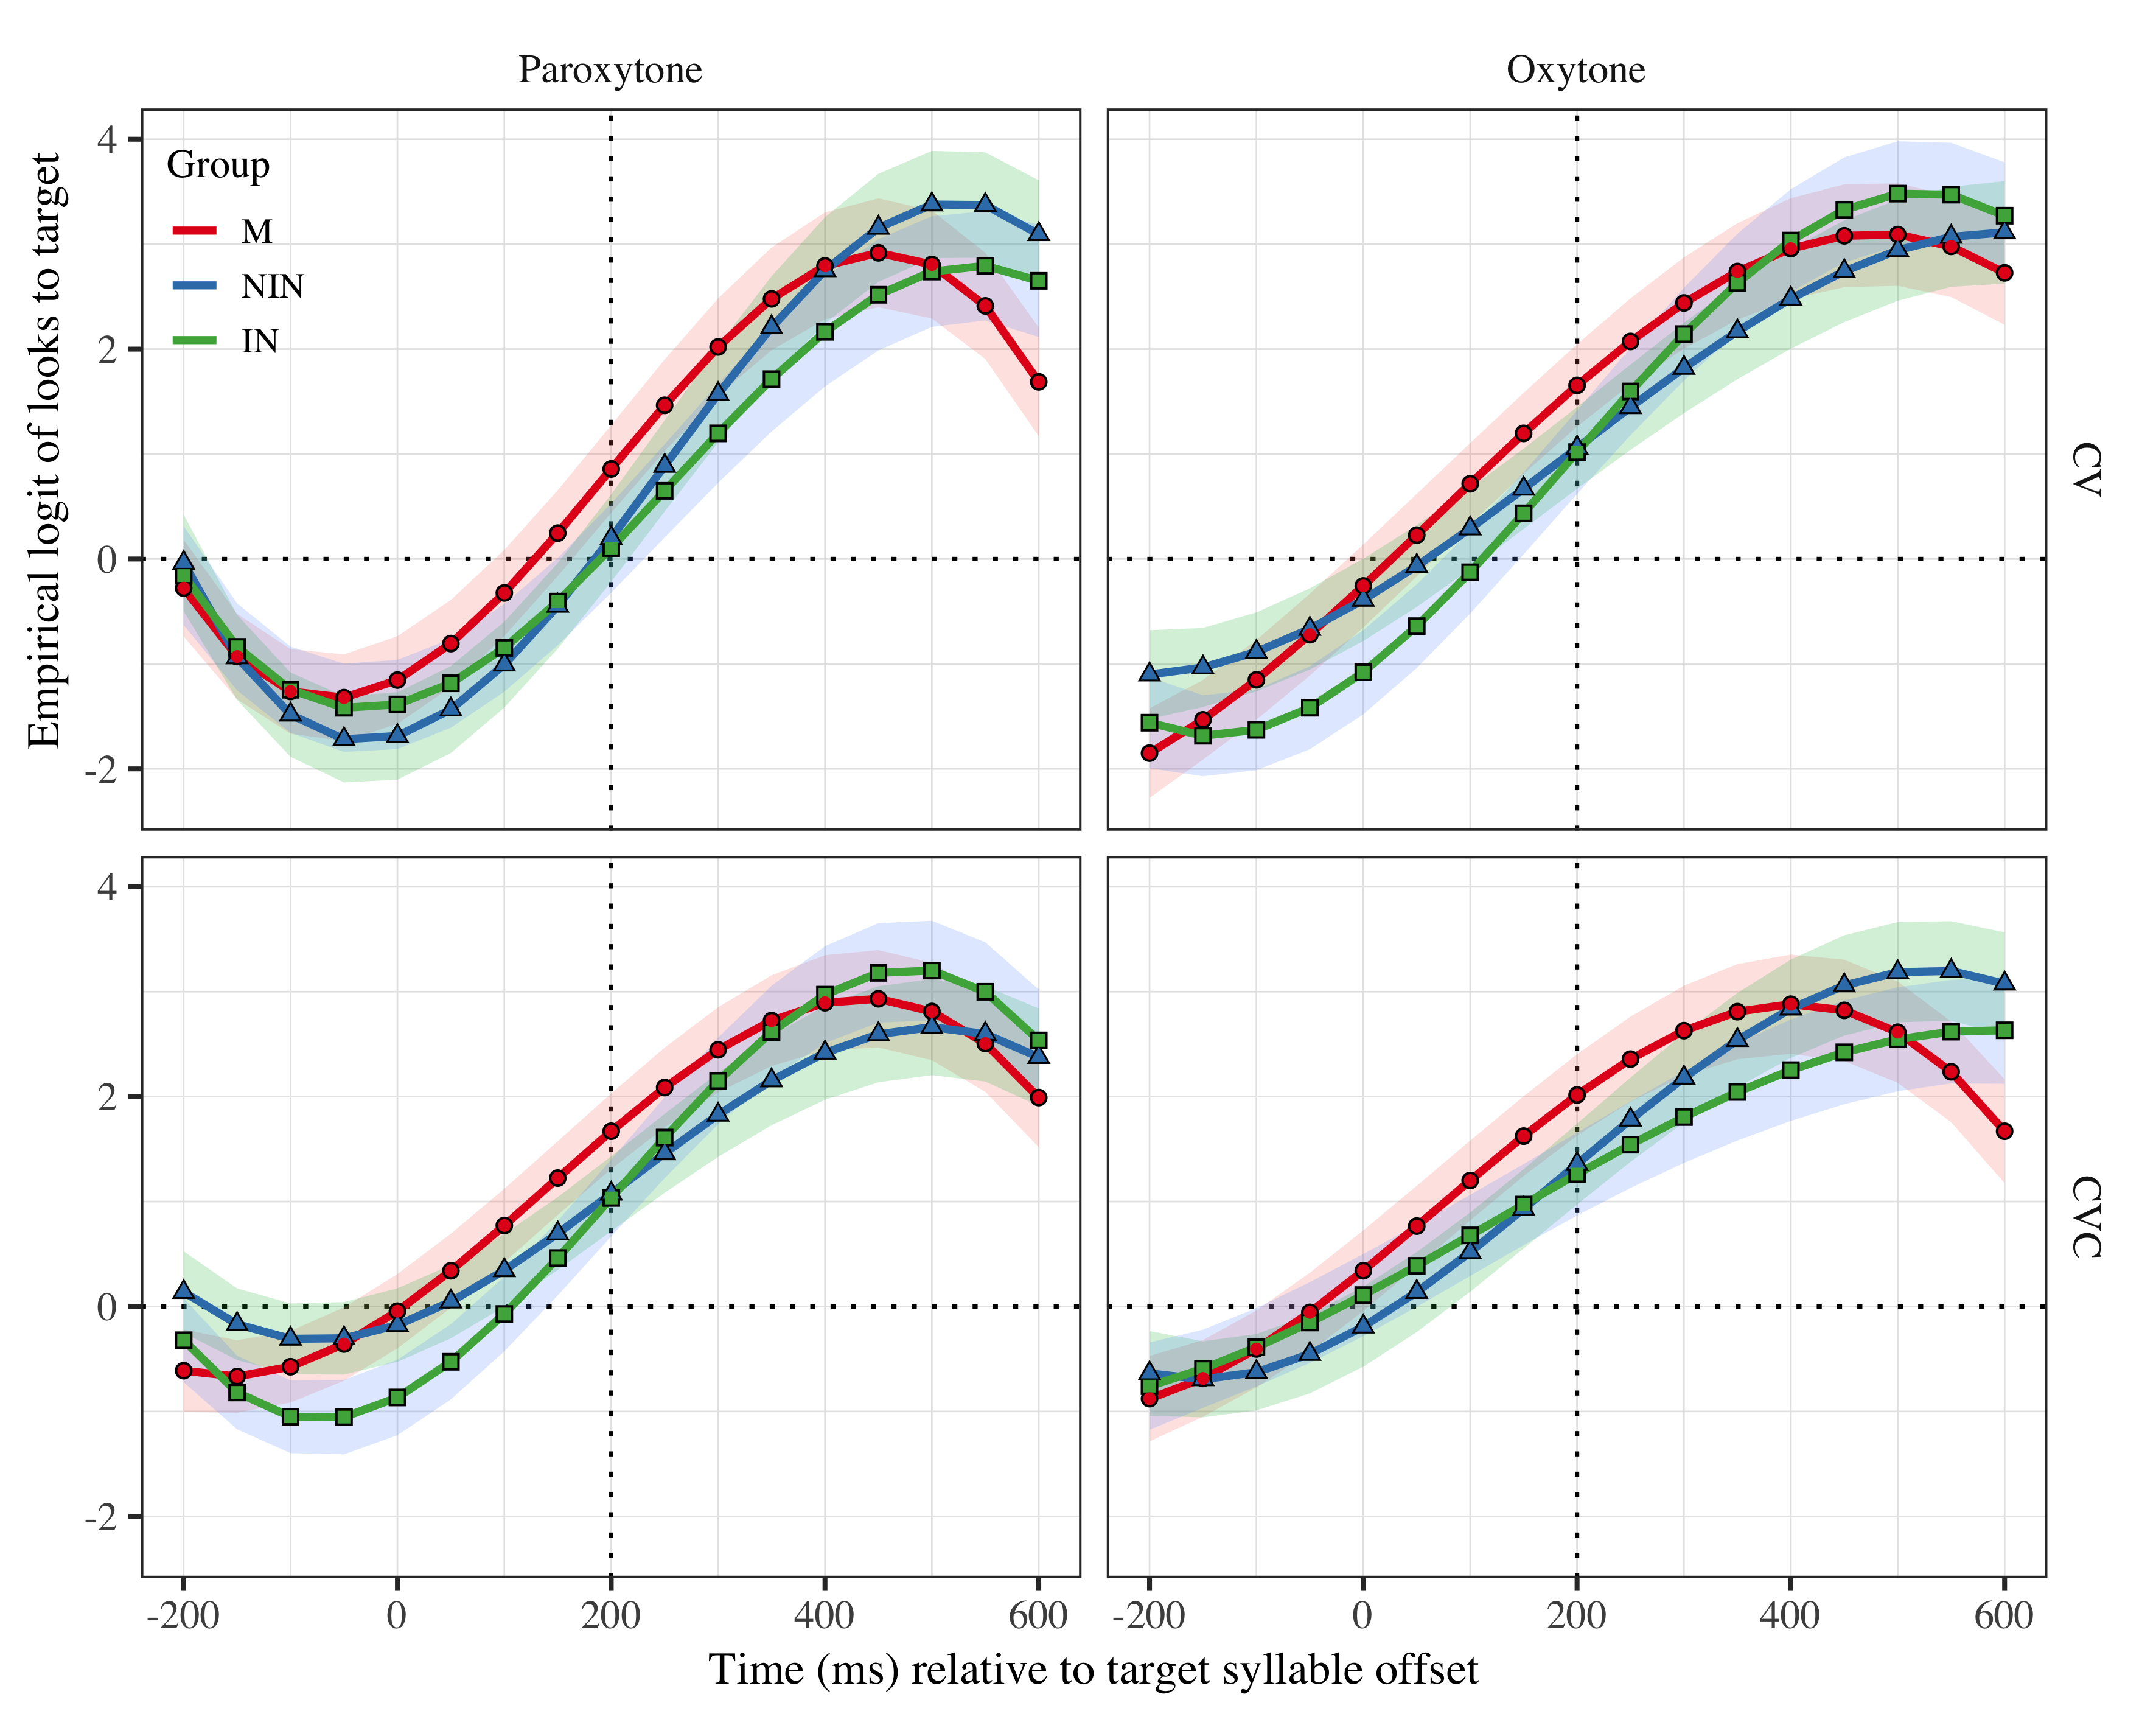 Paroxytone
Oxytone
Empirical logit of looks to target
4
2
0
-2
Group
M
NIN
IN
CV
4
2
0
-2
CVC
-200
0
200
400
600
-200
0
200
400
600
Time (ms) relative to target syllable offset